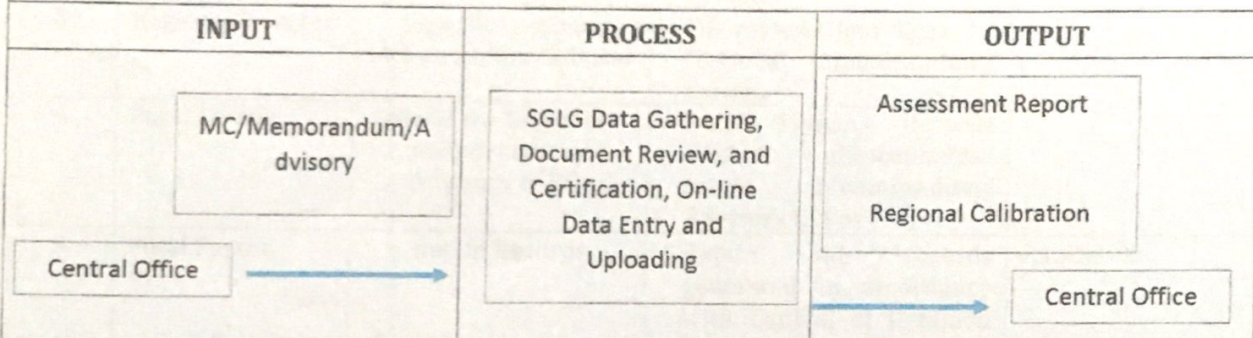 INPUT
PROCESS
OUTPUT
MC/Memorandum/A
dvisory
Central Office
SGLG Data Gathering,
Document Review, and
Certification, On-line
Data Entry and
Uploading
Assessment Report
Regional Calibration
Central Office